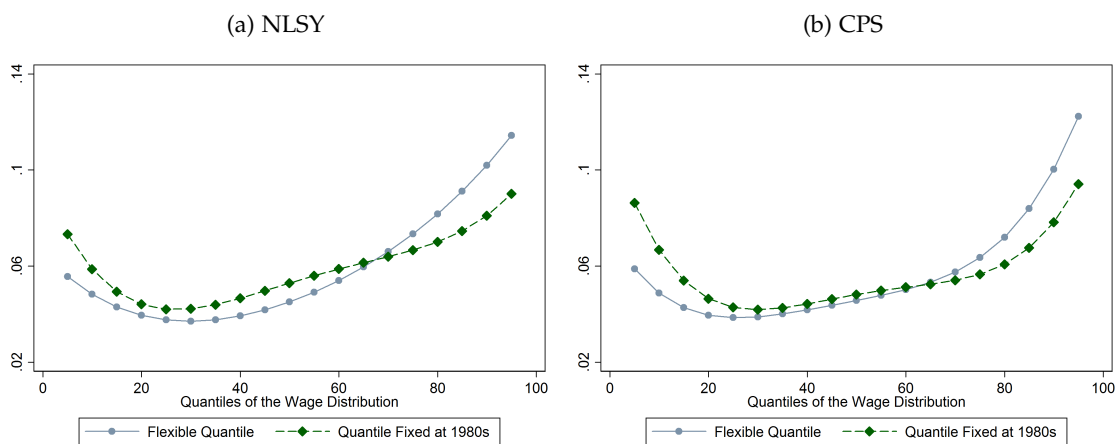 (a) NLSY
.14
.1
.06
.02
0 20 40 60 80 100
Quantiles of the Wage Distribution
Flexible Quantile Quantile Fixed at 1980s
(b) CPS
.14
.1
.06
.02
0 20 40 60 80 100
Quantiles of the Wage Distribution
Flexible Quantile Quantile Fixed at 1980s